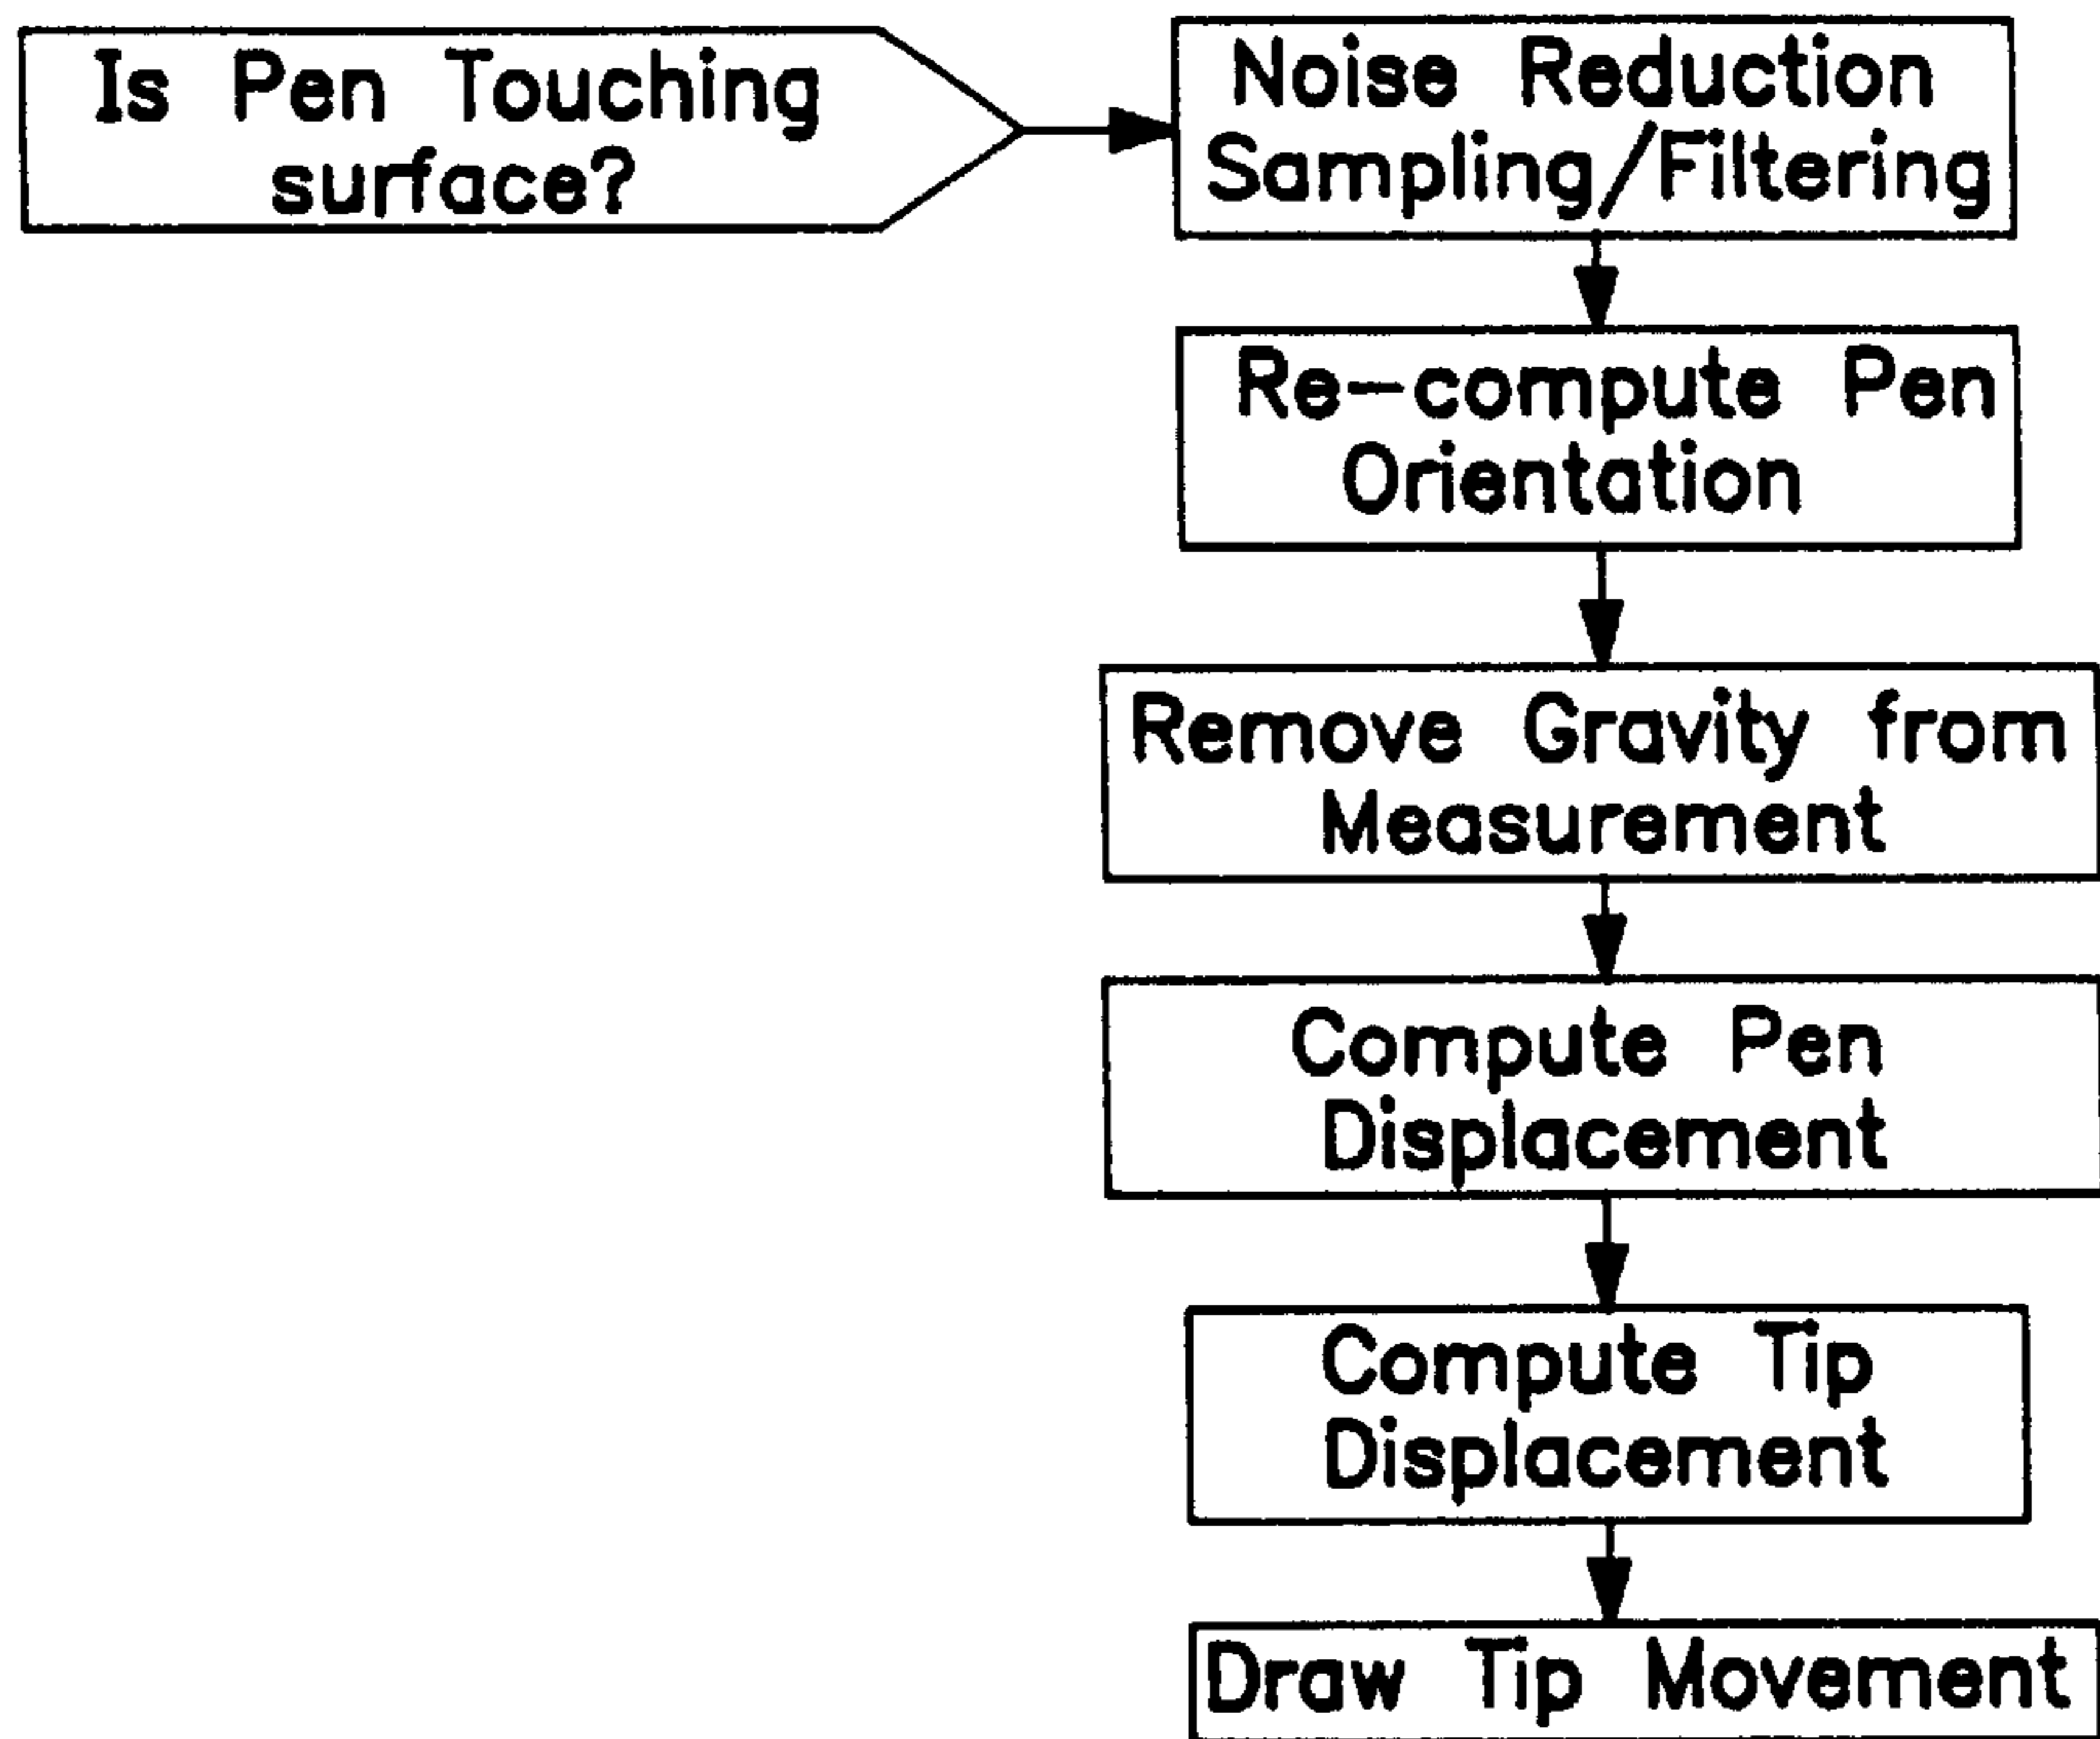 Is Pen Touching
surface?
Noise Reduction
Sampling/Filtering
Re-compute Pen
Orientation
Remove Gravity from
Measurement
Compute Pen
Displacement
Compute Tip
Displacement
Draw Tip Movement